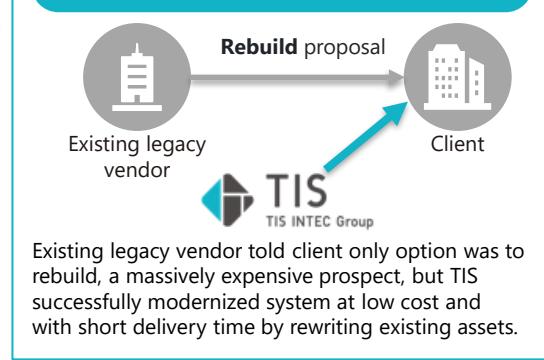 Rebuild proposal
Existing legacy
vendor
Client
TIS
TIS INTEC Group
Existing legacy vendor told client only option was to
rebuild, a massively expensive prospect, but TIS
successfully modernized system at low cost and
with short delivery time by rewriting existing assets.